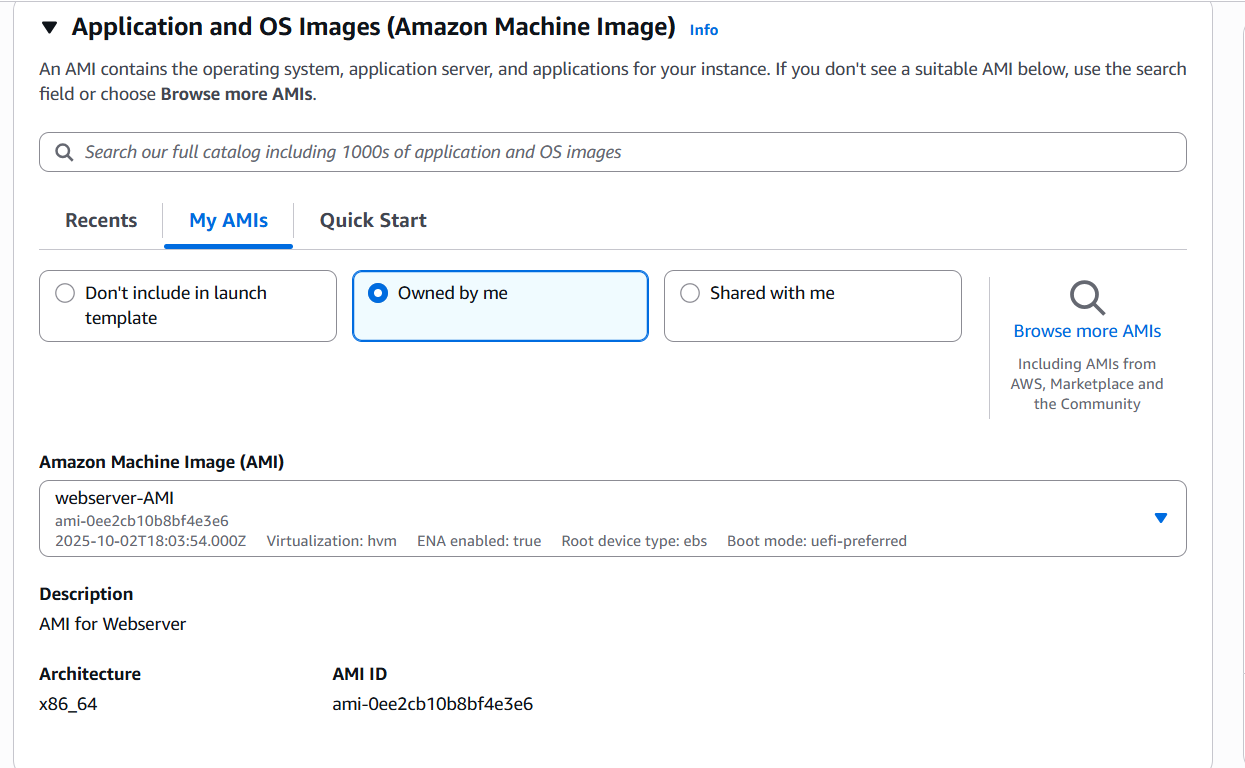 Application and OS Images (Amazon Machine Image) Info
An AMI contains the operating system, application server, and applications for your instance. If you don't see a suitable AMI below, use the search
field or choose Browse more AMIs.
Search our full catalog including 1000s of application and OS images
Recents My AMIs Quick Start
Don't include in launch
template
Owned by me
Shared with me
Browse more AMIs
Including AMIs from
AWS, Marketplace and
the Community
Amazon Machine Image (AMI)
webserver-AMI
ami-0ee2cb10b8bf4e3e6
2025-10-02T18:03:54.000Z Virtualization: hvm ENA enabled: true Root device type: ebs Boot mode: uefi-preferred
Description
AMI for Webserver
Architecture AMI ID
x86_64 ami-0ee2cb10b8bf4e3e6